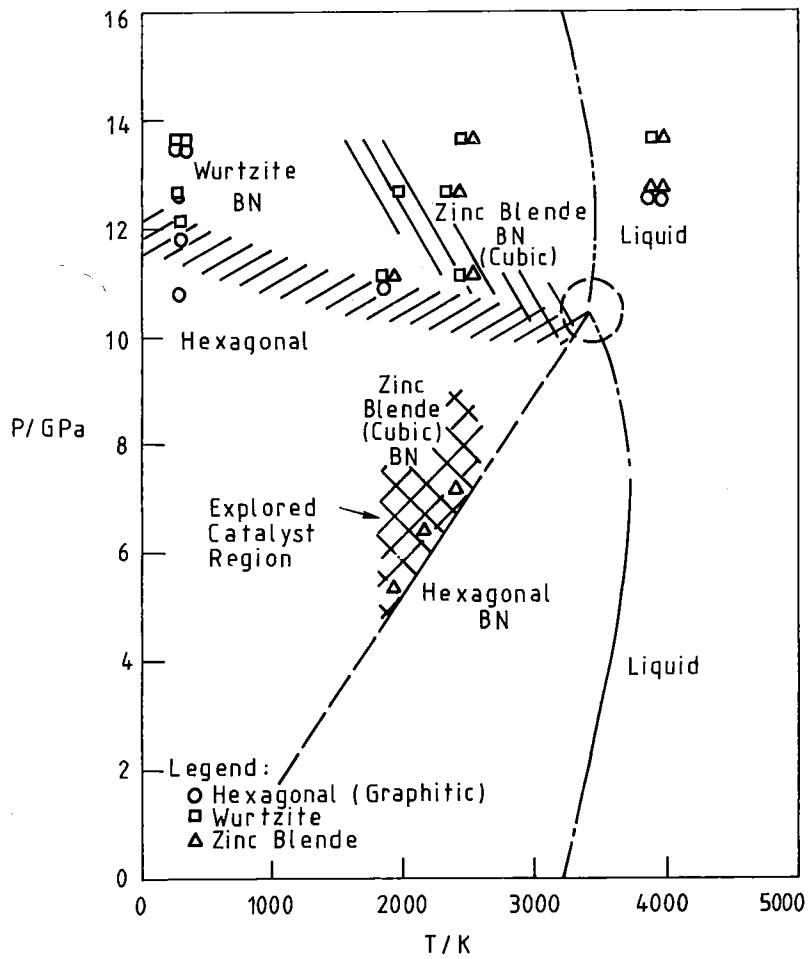 16
14
12
10
8
6
4
2
0
P/GPa
0
1000
2000
3000
4000
5000
T/K
Wurtzite
BN
Zinc Blende
BN
(Cubic)
Liquid
Hexagonal
Zinc
Blende
(Cubic)
BN
Explored
Catalyst
Region
Hexagonal
BN
Liquid
Legend:
Hexagonal (Graphitic)
Wurtzite
Zinc Blende